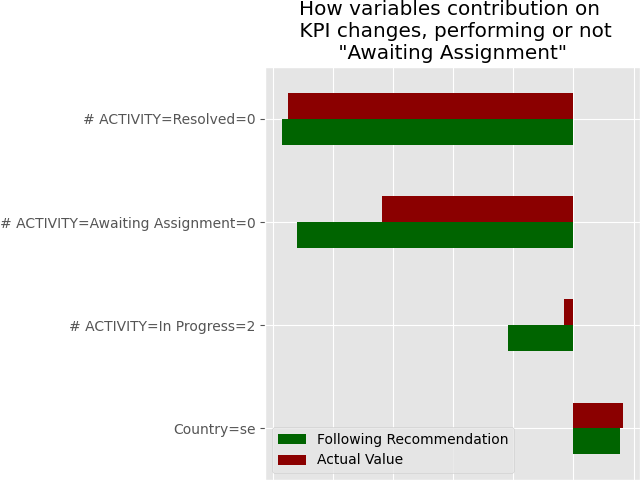 How variables contribution on
KPI changes, performing or not
"Awaiting Assignment"
# ACTIVITY=Resolved=0
# ACTIVITY=Awaiting Assignment=0
# ACTIVITY=In Progress=2
Country=se
Following Recommendation
Actual Value